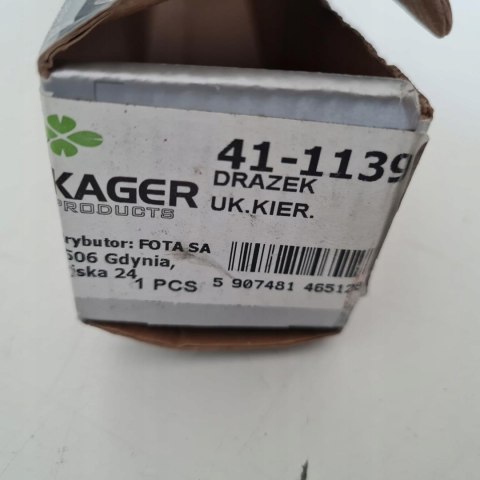 41-1139
KAGER
PRODUCTS
DRAZEK
UK.KIER.
rybutor: FOTA SA
506 Gdynia,
ska 24
1 PCS
5 907481 46512